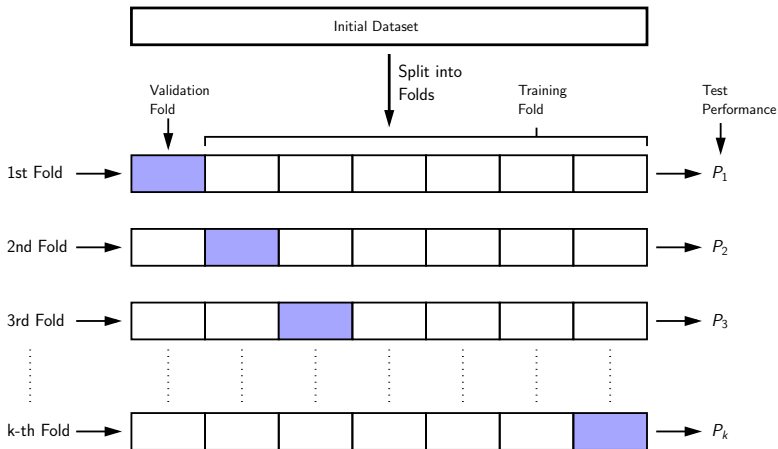 Initial Dataset
Split into
Folds
Validation
Fold
Training
Fold
Test
Performance
1st Fold
P₁
2nd Fold
P₂
3rd Fold
P₃
k-th Fold
Pₖ